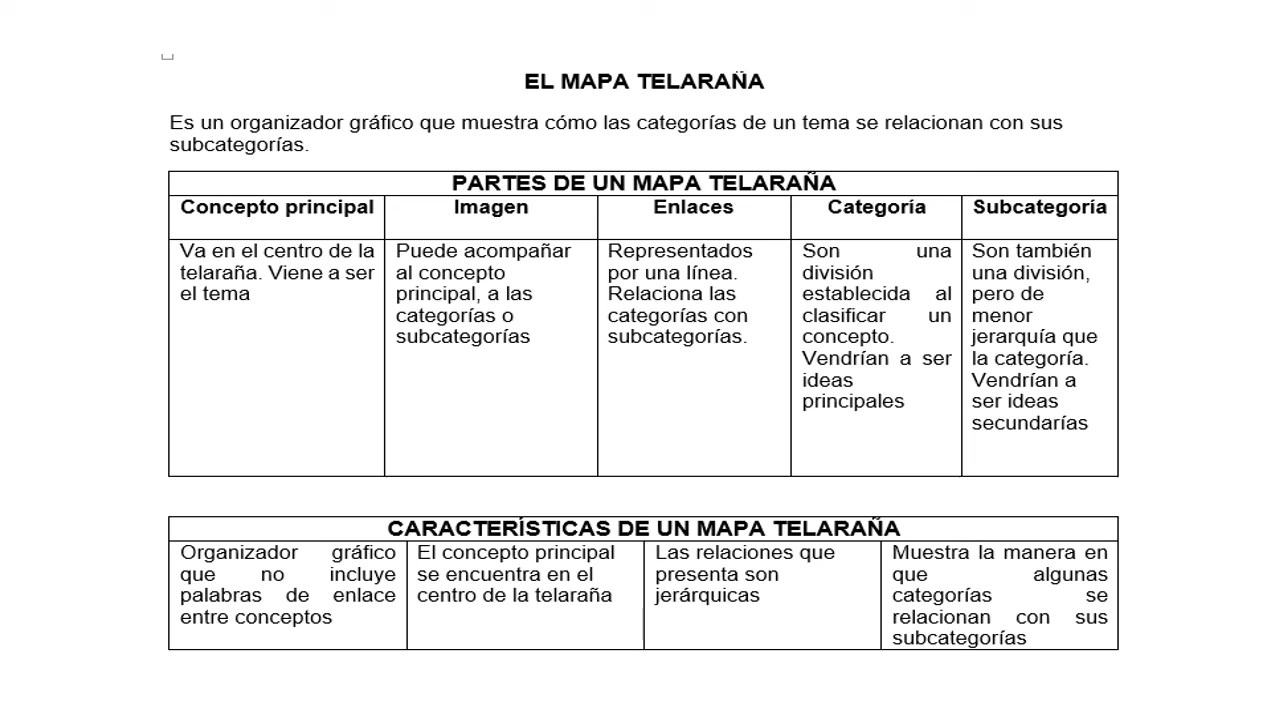 EL MAPA TELARAÑA
Es un organizador gráfico que muestra cómo las categorías de un tema se relacionan con sus
subcategorías.
PARTES DE UN MAPA TELARAÑA
Concepto principal
Imagen
Enlaces
Categoría
Subcategoría
Va en el centro de la
telaraña. Viene a ser
el tema
Puede acompañar
al concepto
principal, a las
categorías o
subcategorías
Representados
por una línea.
Relaciona las
categorías con
subcategorías.
Son una
división
establecida al
clasificar un
concepto.
Vendrían a ser
ideas
principales
Son también
una división,
pero de
menor
jerarquía que
la categoría.
Vendrían a
ser ideas
secundarías
CARACTERÍSTICAS DE UN MAPA TELARAÑA
Organizador gráfico
que no incluye
palabras de enlace
entre conceptos
El concepto principal
se encuentra en el
centro de la telaraña
Las relaciones que
presenta son
jerárquicas
Muestra la manera en
que algunas
categorías se
relacionan con sus
subcategorías